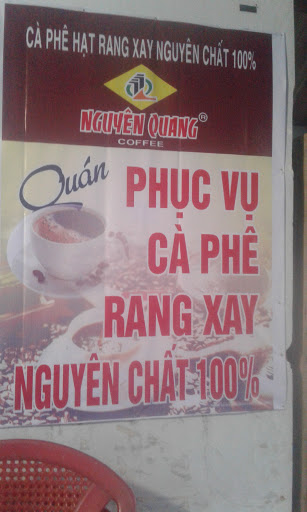 CÀ PHÊ HẠT RANG XAY NGUYÊN CHẤT 100%
NGUYÊN QUANG®
COFFEE
Quán
PHỤC VỤ
CÀ PHÊ
RANG XAY
NGUYÊN CHẤT 100%